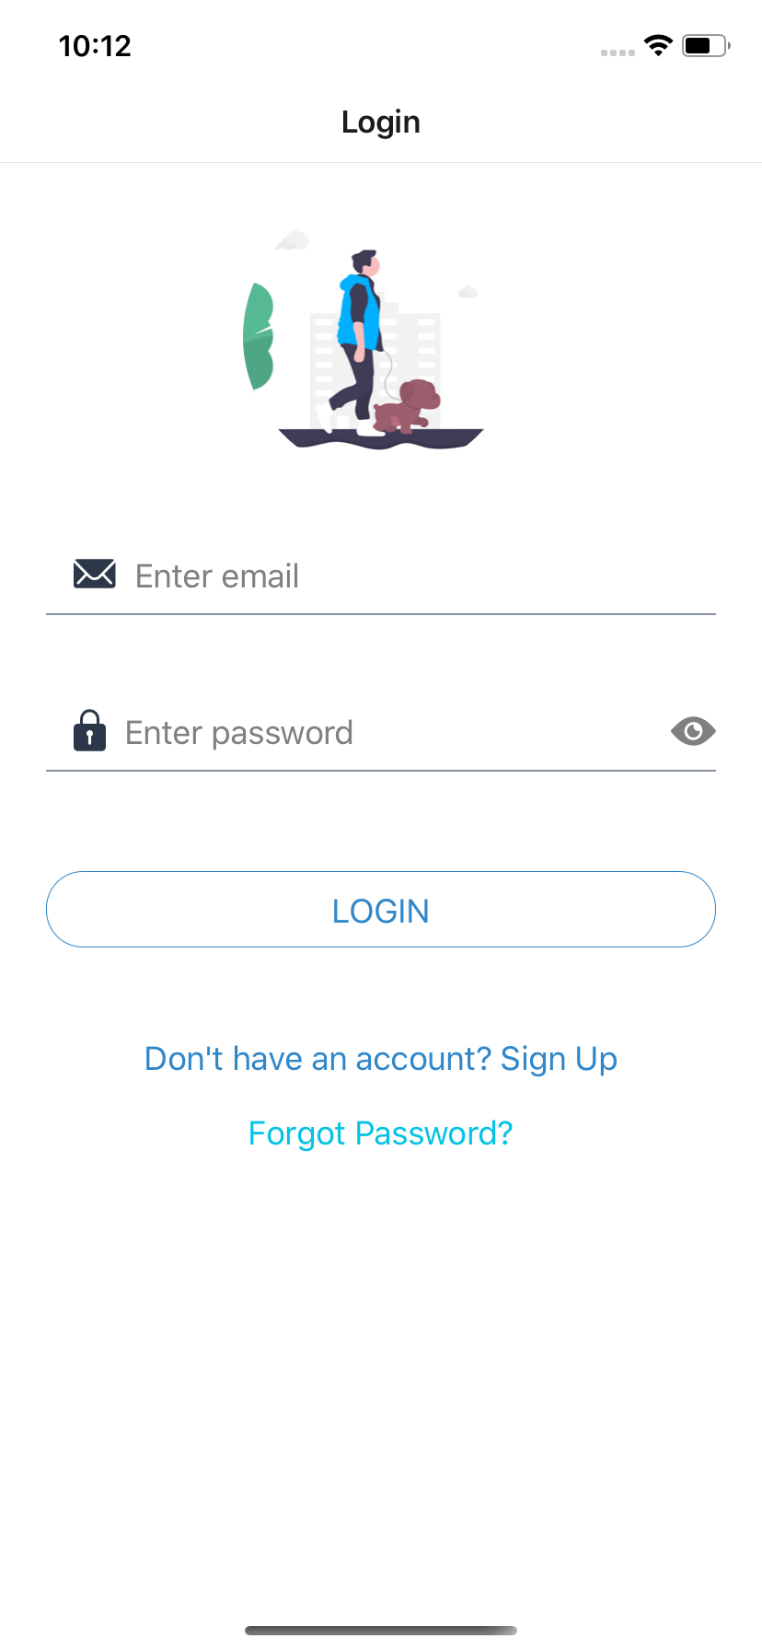 10:12
Login
Enter email
Enter password
LOGIN
Don't have an account? Sign Up
Forgot Password?